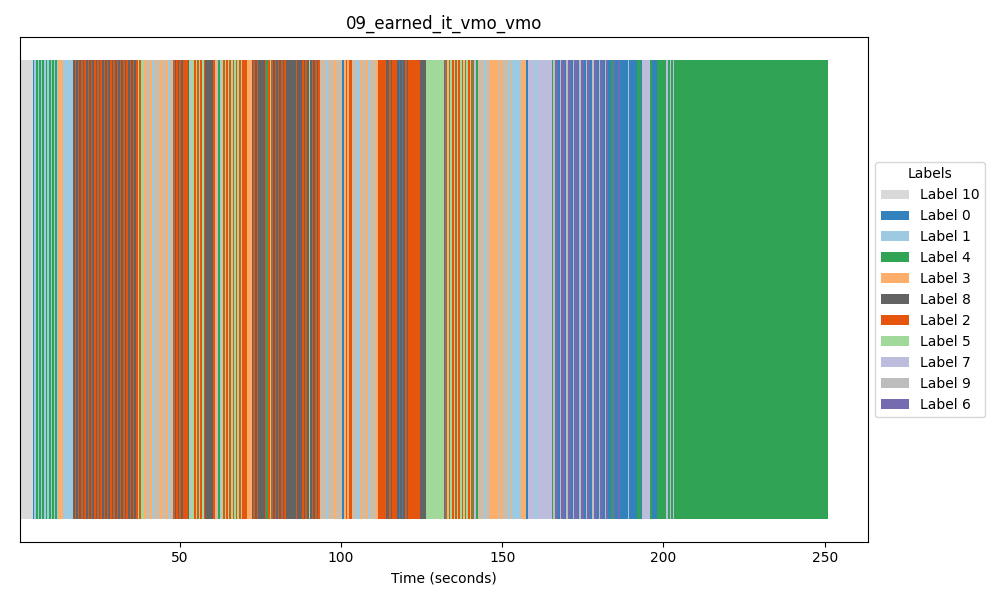 09_earned_it_vmo_vmo
50
100
150
200
250
Time (seconds)
Labels
Label 10
Label 0
Label 1
Label 4
Label 3
Label 8
Label 2
Label 5
Label 7
Label 9
Label 6